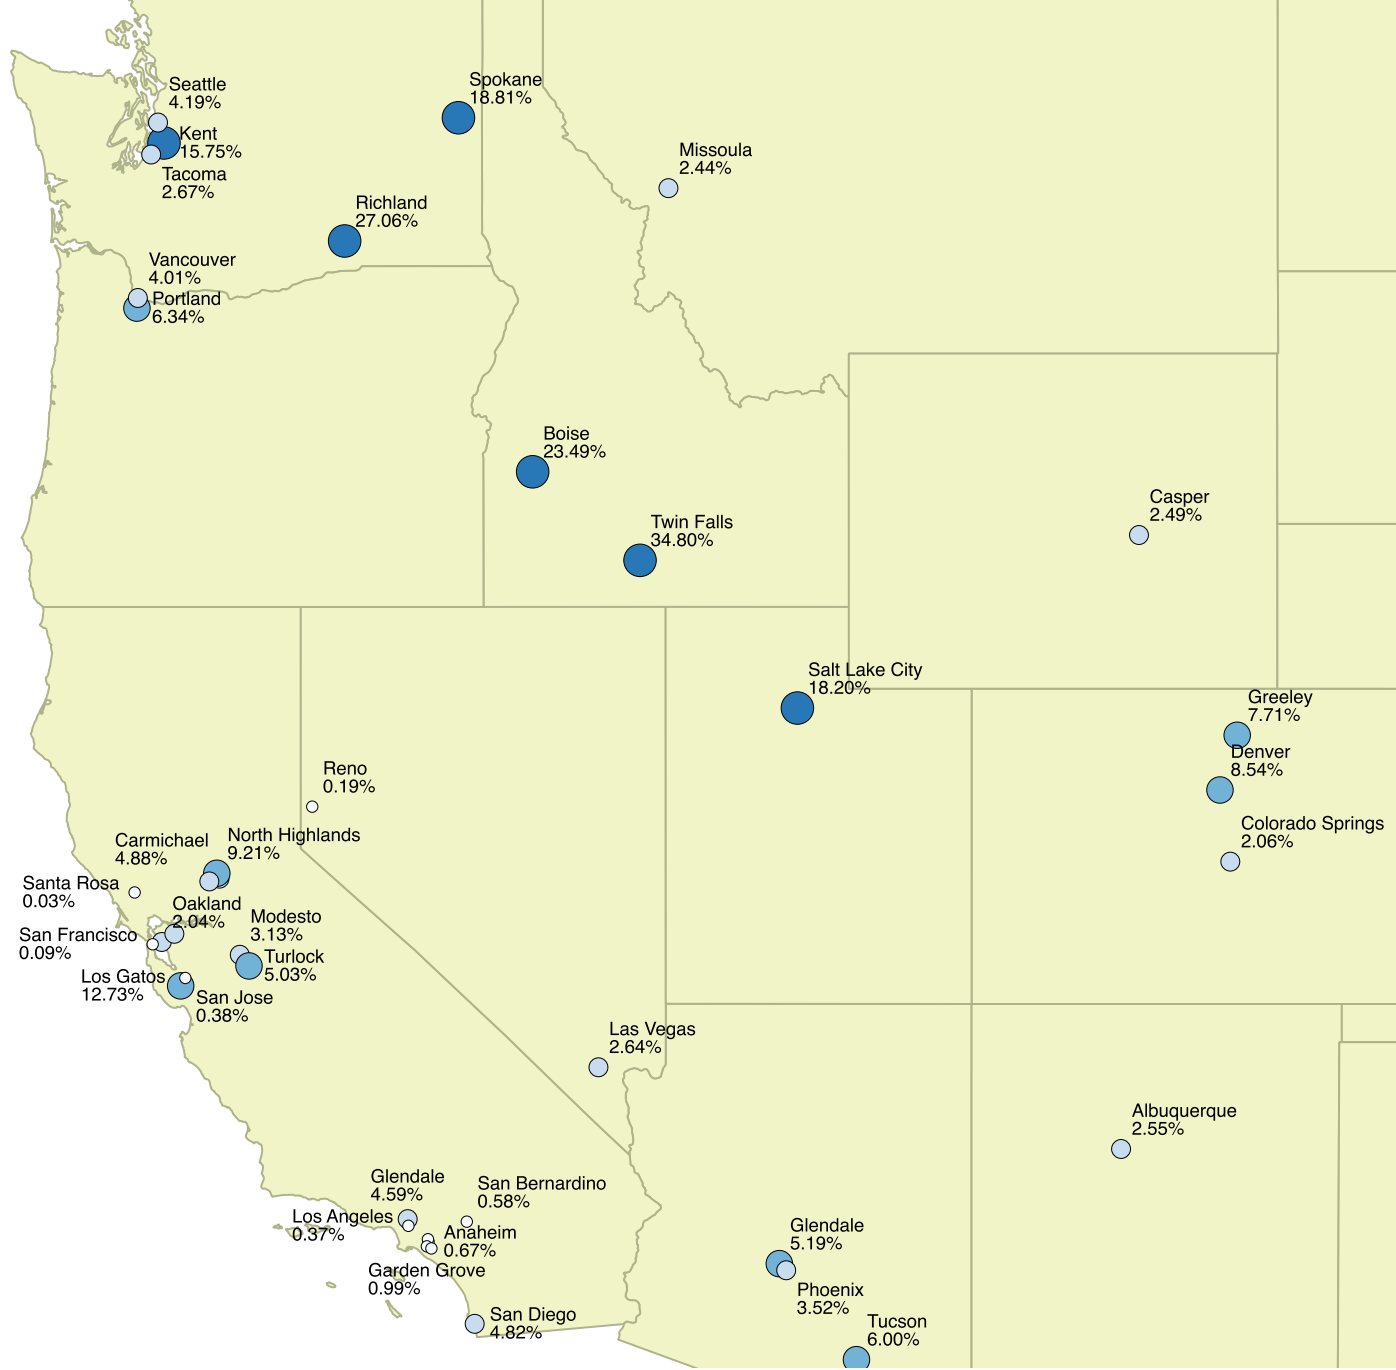 Seattle
4.19%
Spokane
18.81%
Kent
15.75%
Tacoma
2.67%
Missoula
2.44%
Richland
27.06%
Vancouver
4.01%
Portland
6.34%
Boise
23.49%
Twin Falls
34.80%
Casper
2.49%
Salt Lake City
18.20%
Greeley
7.71%
Denver
8.54%
Colorado Springs
2.06%
Reno
0.19%
Carmichael
4.88%
North Highlands
9.21%
Santa Rosa
0.03%
Oakland
2.04%
San Francisco
0.09%
Modesto
3.13%
Turlock
5.03%
Los Gatos
12.73%
San Jose
0.38%
Las Vegas
2.64%
Albuquerque
2.55%
Glendale
4.59%
San Bernardino
0.58%
Los Angeles
0.37%
Anaheim
0.67%
Garden Grove
0.99%
San Diego
4.82%
Glendale
5.19%
Phoenix
3.52%
Tucson
6.00%